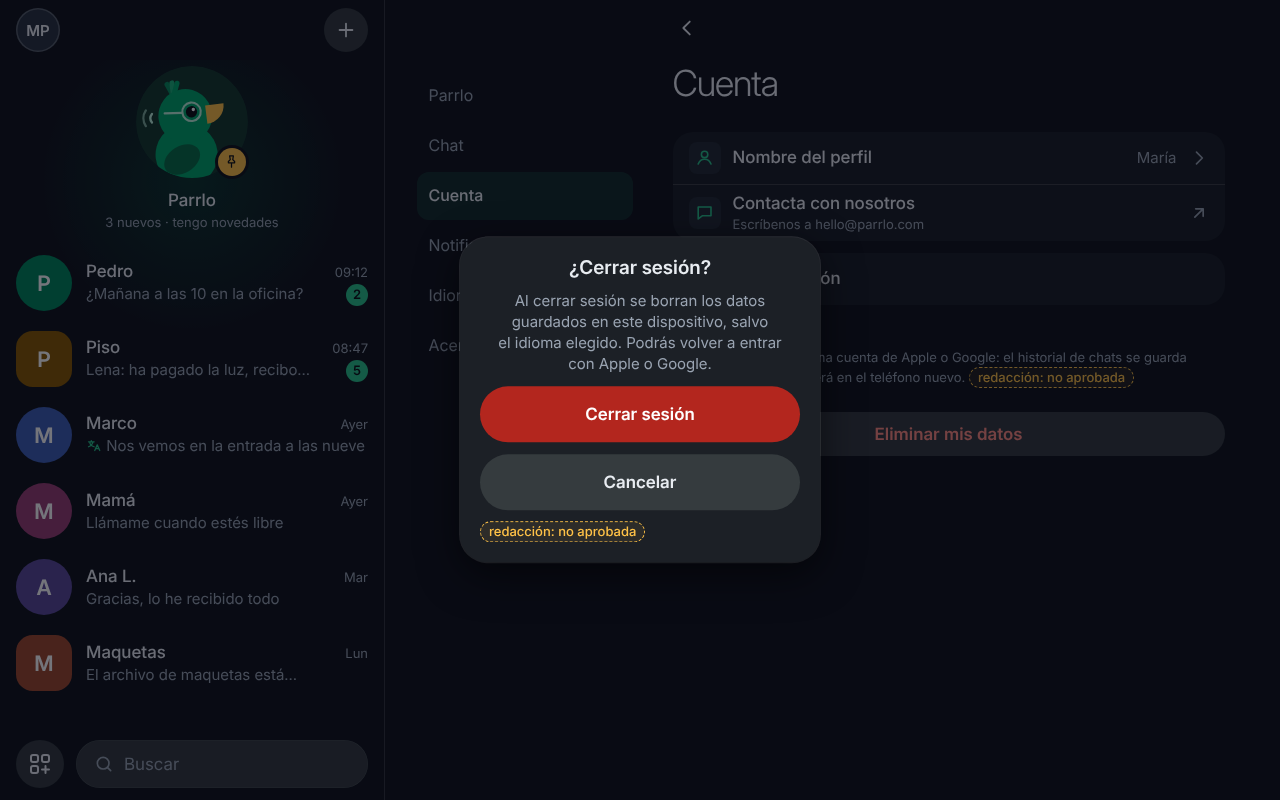 MP
Parrlo
3 nuevos · tengo novedades
Pedro
09:12
¿Mañana a las 10 en la oficina?
2
P
Piso
08:47
Lena: ha pagado la luz, recibo...
5
P
Marco
Ayer
Nos vemos en la entrada a las nueve
M
Mamá
Ayer
Llámame cuando estés libre
M
Ana L.
Mar
Gracias, lo he recibido todo
A
Maquetas
Lun
El archivo de maquetas está...
M
Buscar
Parrlo
Chat
Cuenta
Cuenta
Nombre del perfil
María
Contacta con nosotros
Escríbenos a hello@parrlo.com
cuenta de Apple o Google: el historial de chats se guarda
en el teléfono nuevo. redacción: no aprobada
Eliminar mis datos
¿Cerrar sesión?
Al cerrar sesión se borran los datos
guardados en este dispositivo, salvo
el idioma elegido. Podrás volver a entrar
con Apple o Google.
Cerrar sesión
Cancelar
redacción: no aprobada